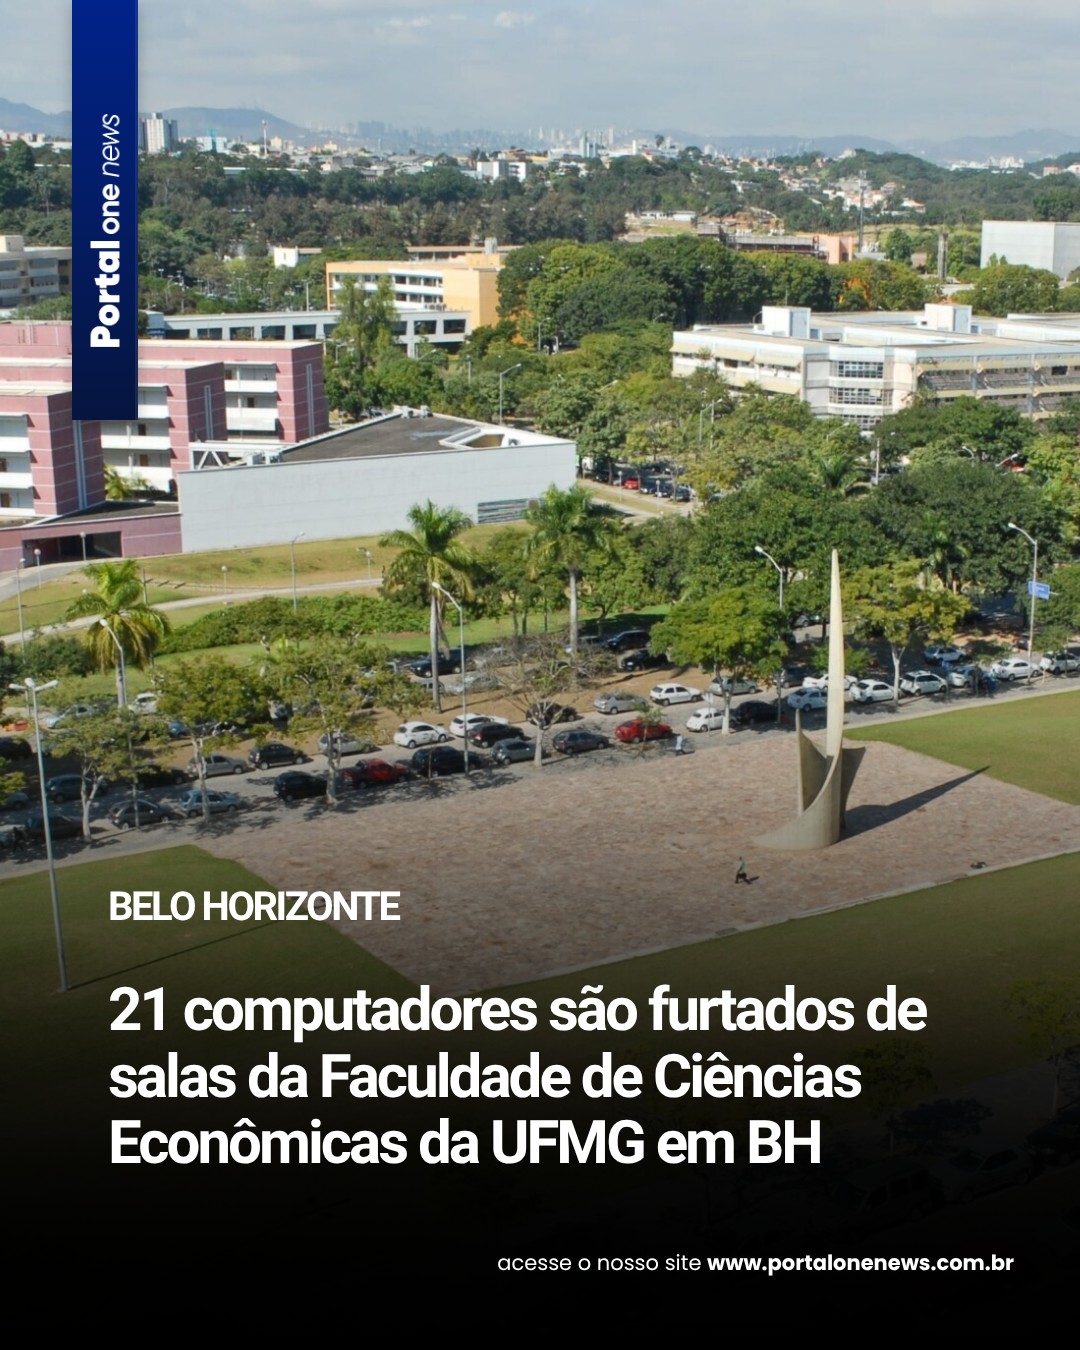 Portal one news
BELO HORIZONTE
21 computadores são furtados de
salas da Faculdade de Ciências
Econômicas da UFMG em BH
acesse o nosso site www.portalonenews.com.br